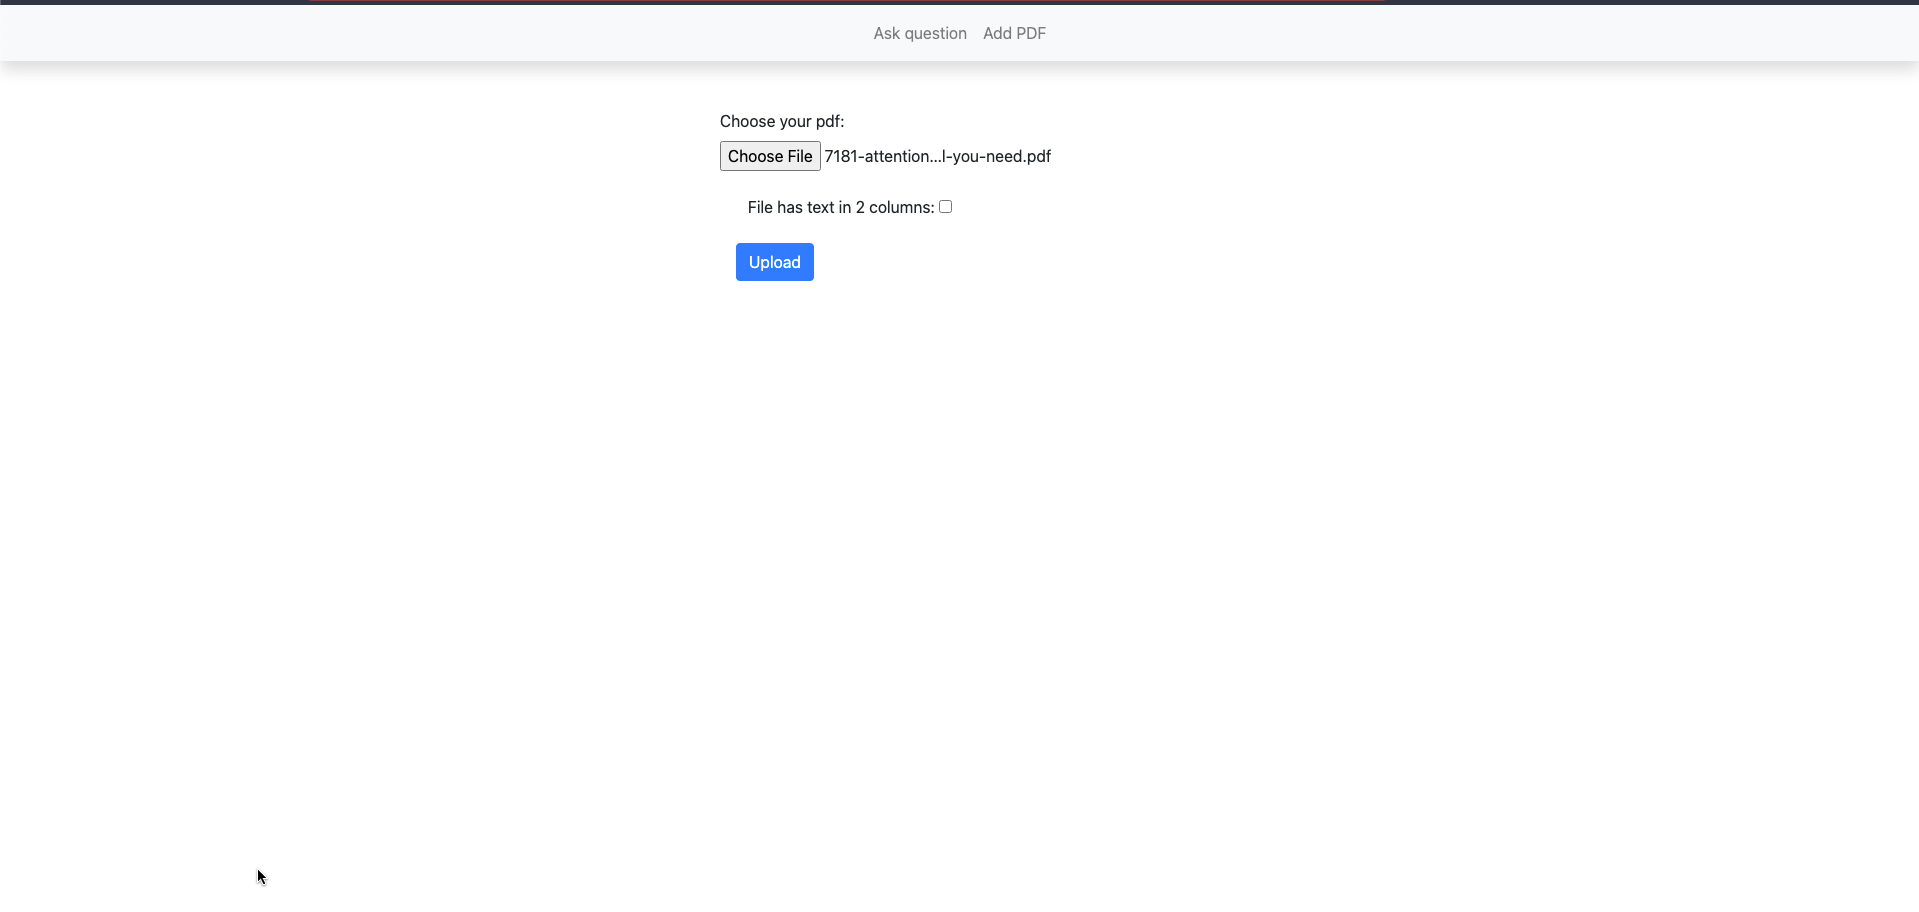 Ask question Add PDF
Choose your pdf:
Choose File 7181-attention...l-you-need.pdf
File has text in 2 columns:
Upload